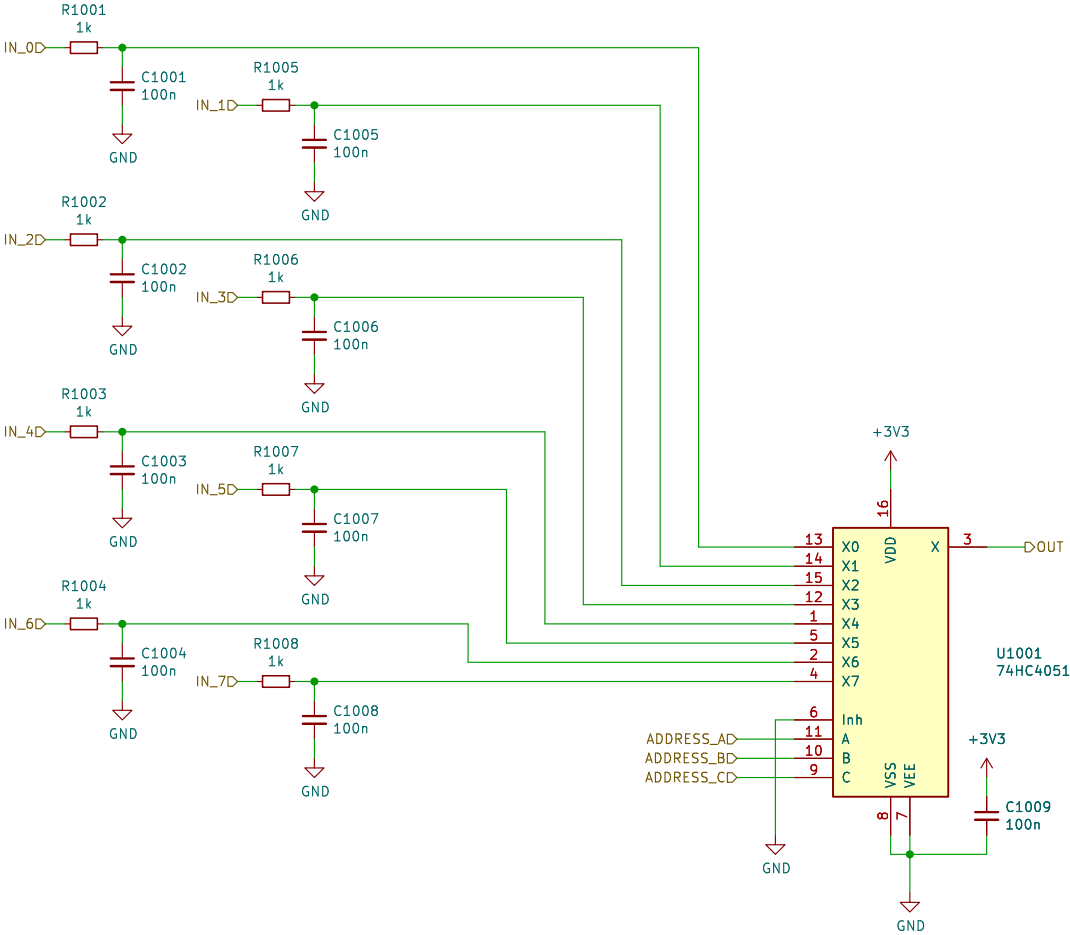 R1001
1k
IN_0
C1001
100n
GND
R1005
1k
IN_1
C1005
100n
GND
R1002
1k
IN_2
C1002
100n
GND
R1006
1k
IN_3
C1006
100n
GND
R1003
1k
IN_4
C1003
100n
GND
R1007
1k
IN_5
C1007
100n
GND
R1004
1k
IN_6
C1004
100n
GND
R1008
1k
IN_7
C1008
100n
GND
+3V3
16
VDD
13 X0
14 X1
15 X2
12 X3
1 X4
5 X5
2 X6
4 X7
6 Inh
ADDRESS_A 11 A
ADDRESS_B 10 B
ADDRESS_C 9 C
X 3 OUT
U1001
74HC4051
VSS
VEE
8
7
GND
+3V3
C1009
100n
GND